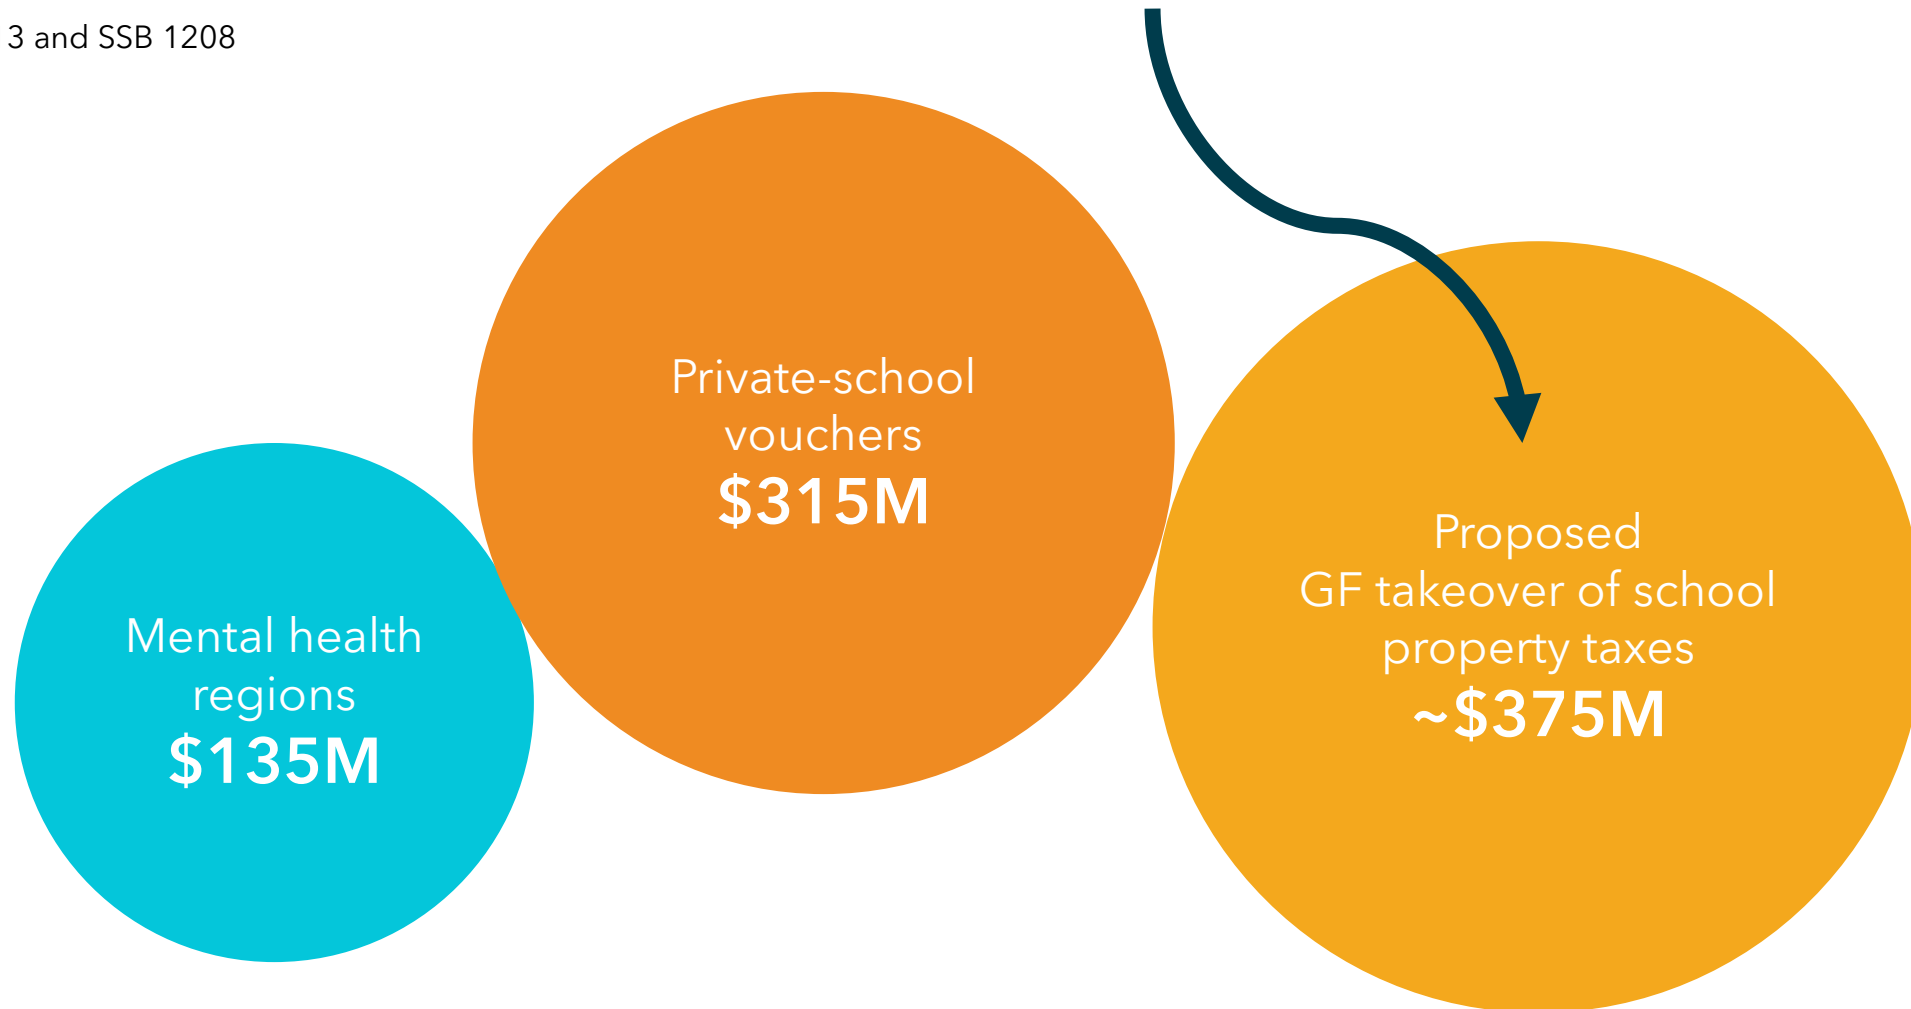 3 and SSB 1208
Private-school
vouchers
$315M
Proposed
GF takeover of school
property taxes
~$375M
Mental health
regions
$135M